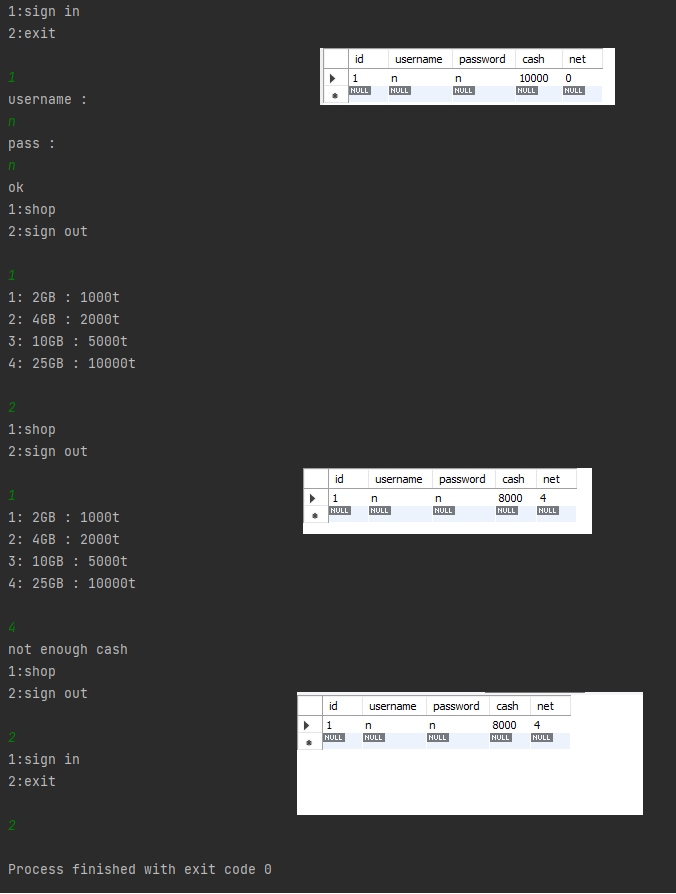 1:sign in
2:exit
id username password cash net
1 n n 10000 0
NULL NULL NULL NULL NULL
1
username :
n
pass :
n
ok
1:shop
2:sign out
1
1: 2GB : 1000t
2: 4GB : 2000t
3: 10GB : 5000t
4: 25GB : 10000t
2
1:shop
2:sign out
id username password cash net
1 n n 8000 4
NULL NULL NULL NULL NULL
1
1: 2GB : 1000t
2: 4GB : 2000t
3: 10GB : 5000t
4: 25GB : 10000t
4
not enough cash
1:shop
2:sign out
id username password cash net
1 n n 8000 4
NULL NULL NULL NULL NULL
2
1:sign in
2:exit
2
Process finished with exit code 0